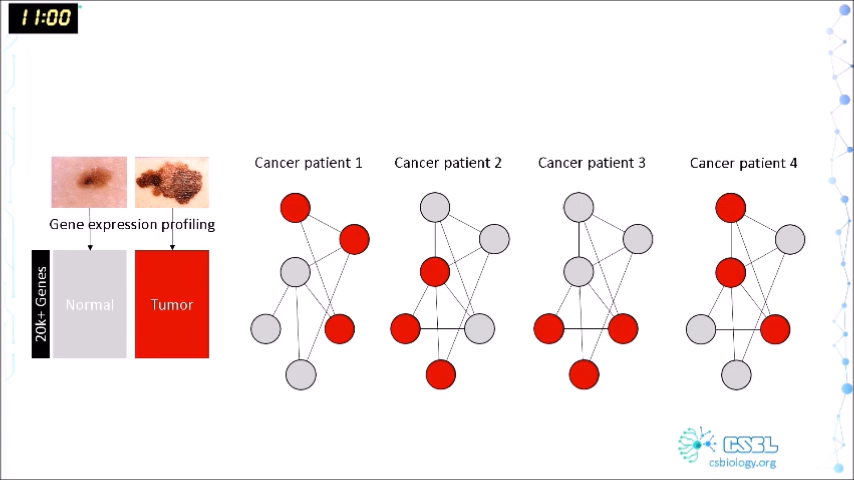 11:00
Cancer patient 1
Cancer patient 2
Cancer patient 3
Cancer patient 4
Gene expression profiling
20k+ Genes
Normal
Tumor
CSBL
csbiology.org